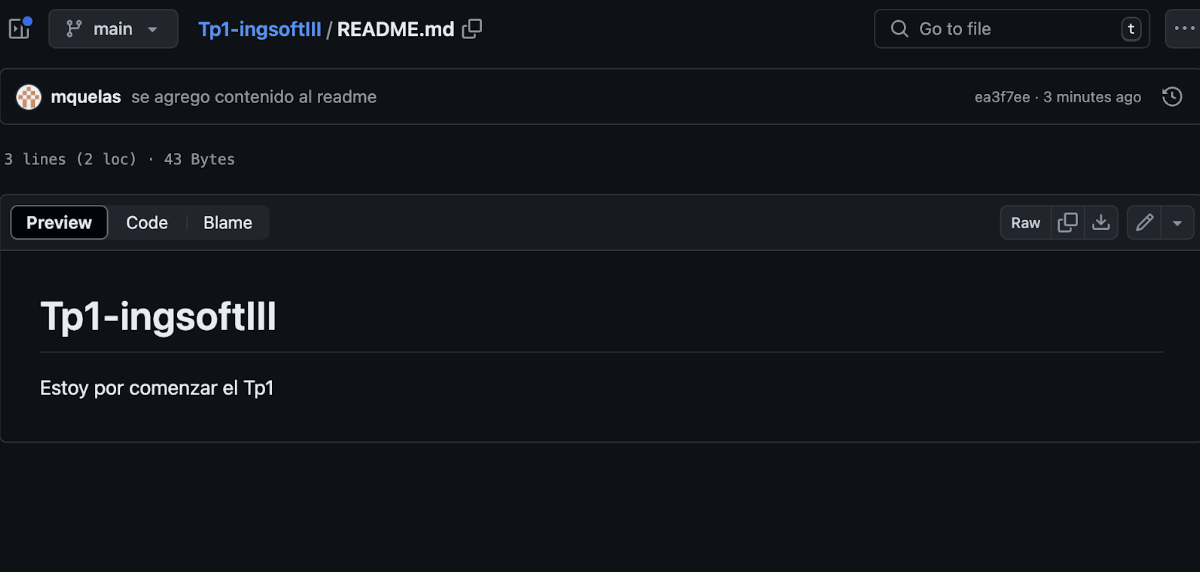 main
Tp1-ingsoftIII / README.md
Go to file
t
mquelas se agrego contenido al readme
ea3f7ee · 3 minutes ago
3 lines (2 loc) · 43 Bytes
Preview Code Blame
Raw
Tp1-ingsoftIII
Estoy por comenzar el Tp1